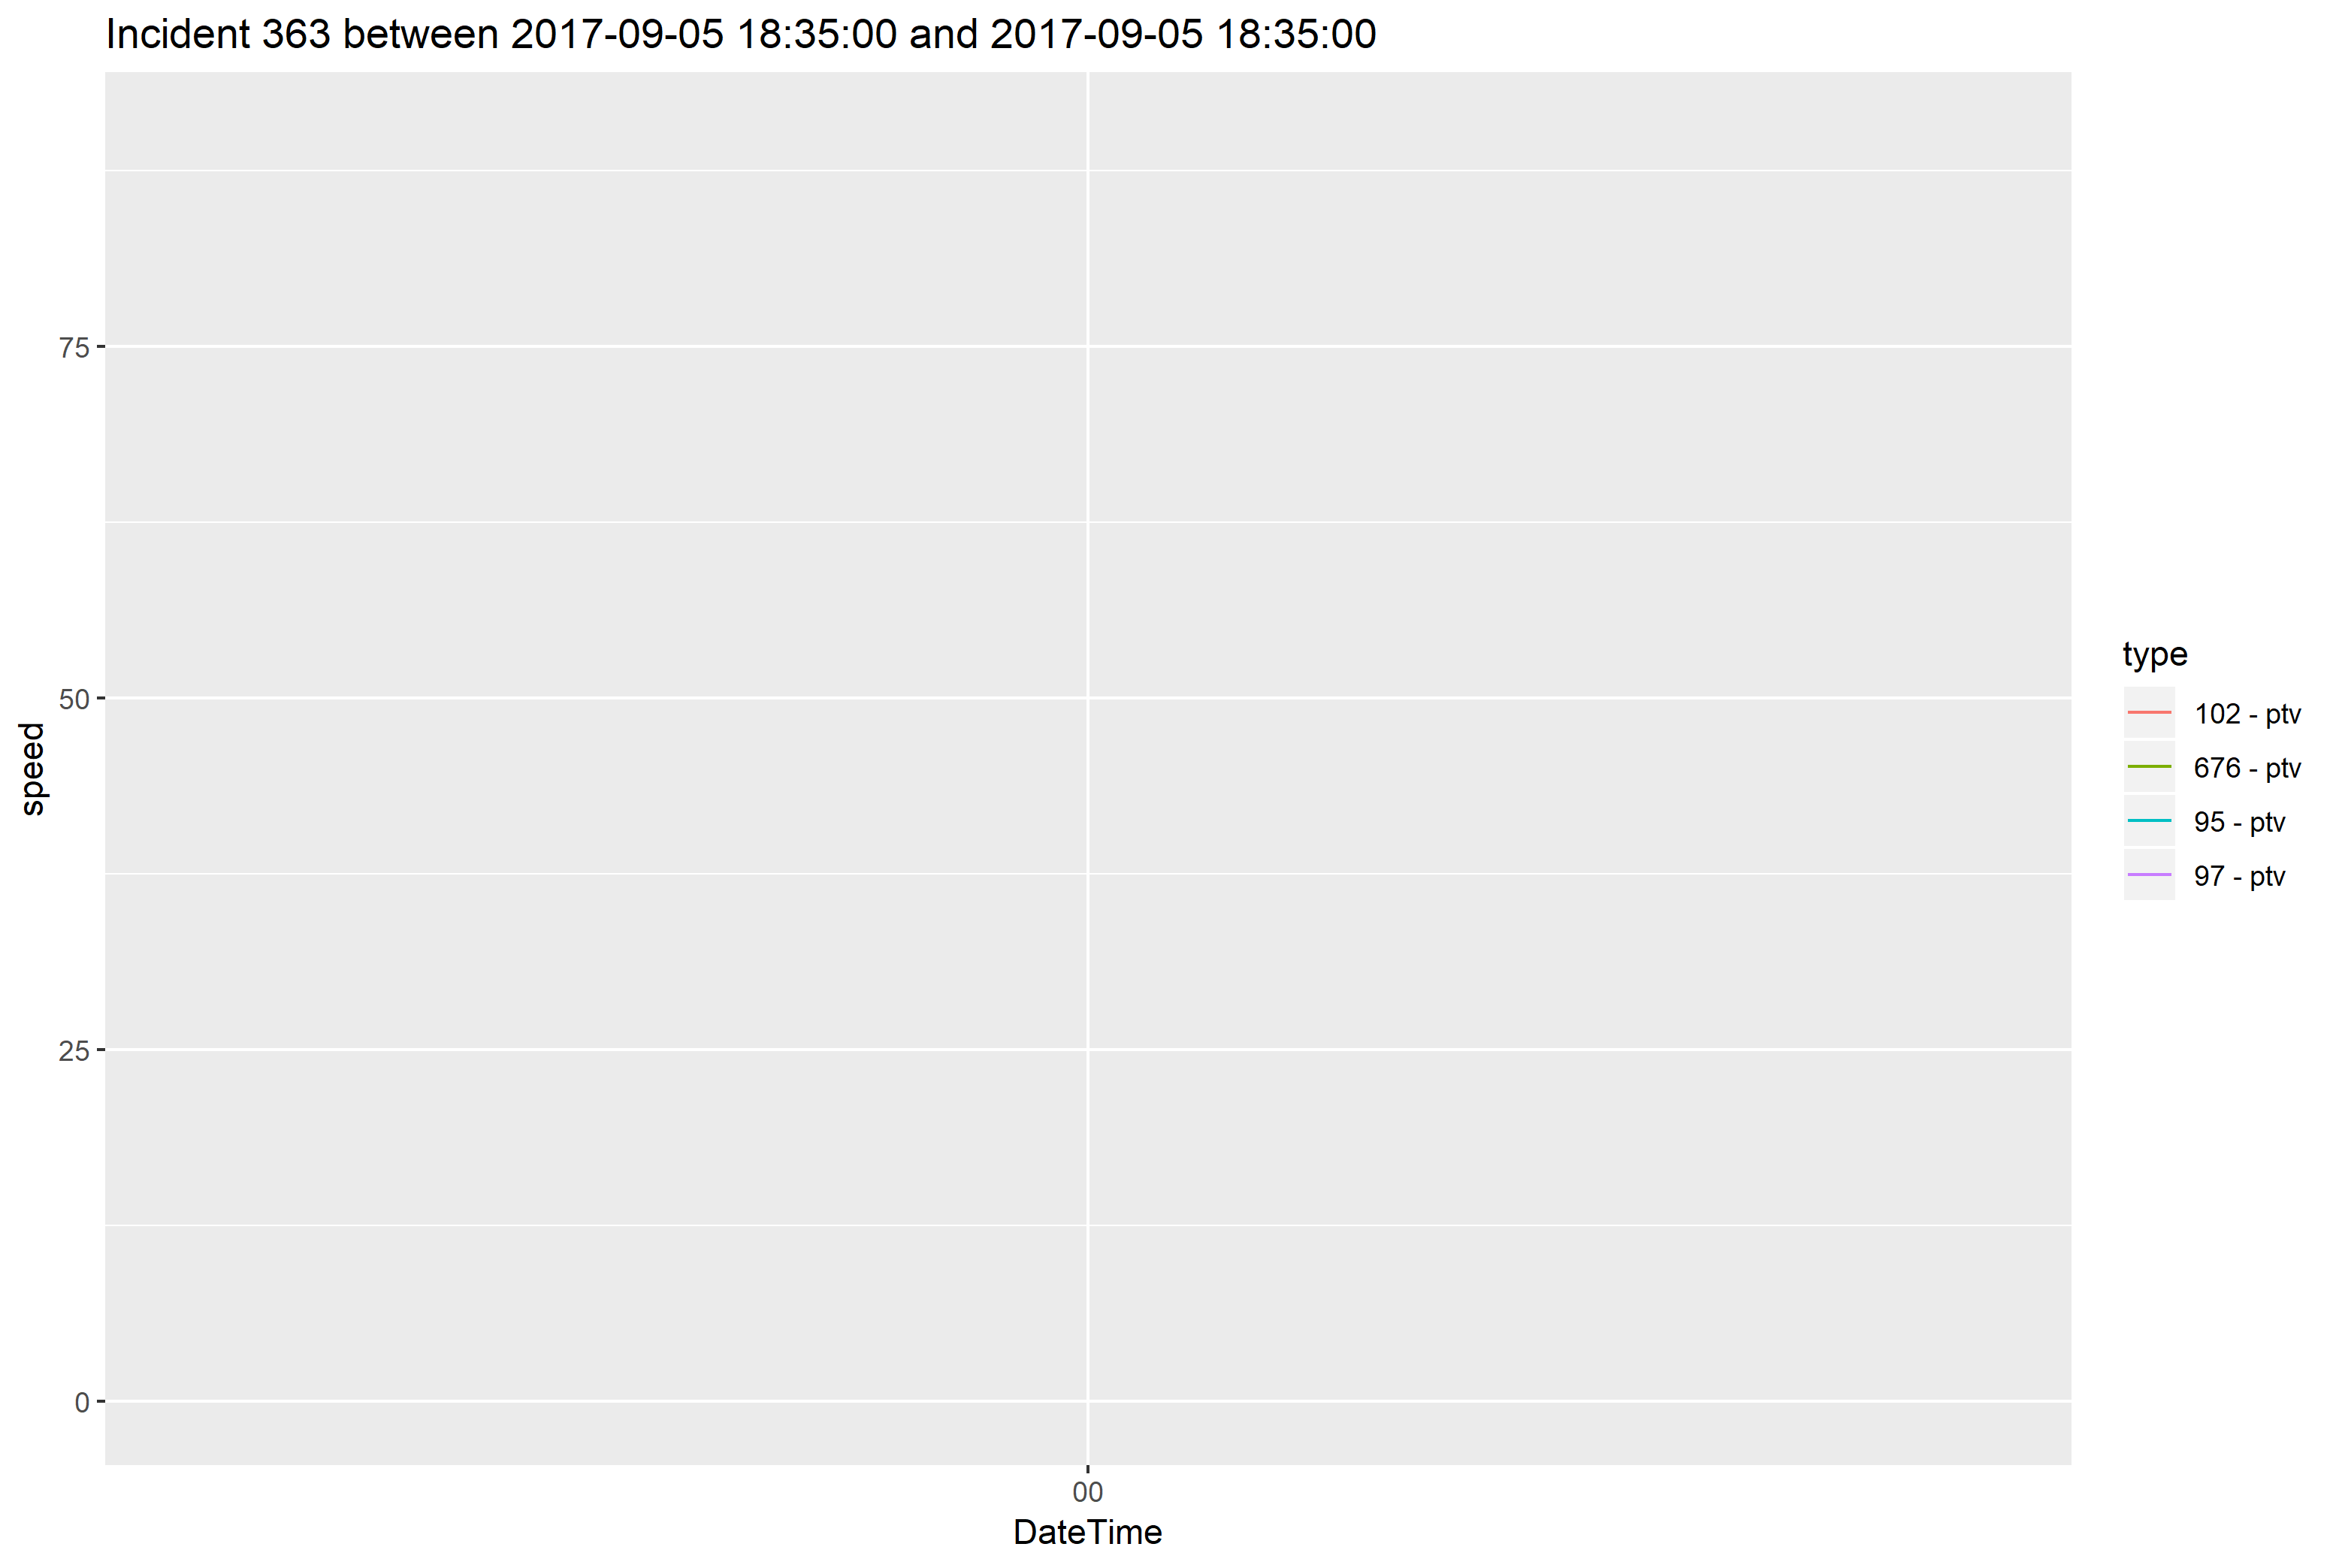 Incident 363 between 2017-09-05 18:35:00 and 2017-09-05 18:35:00
75
50
25
0
speed
00
DateTime
type
102 - ptv
676 - ptv
95 - ptv
97 - ptv